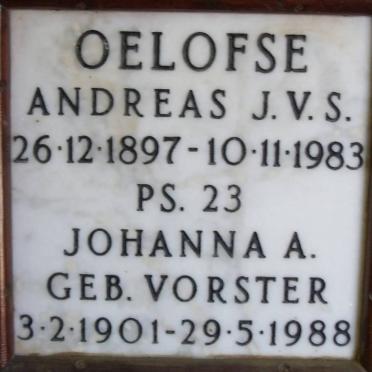 OELOFSE
ANDREAS J.V.S.
26·12·1897-10·11·1983
PS. 23
JOHANNA A.
GEB. VORSTER
3·2·1901-29·5·1988